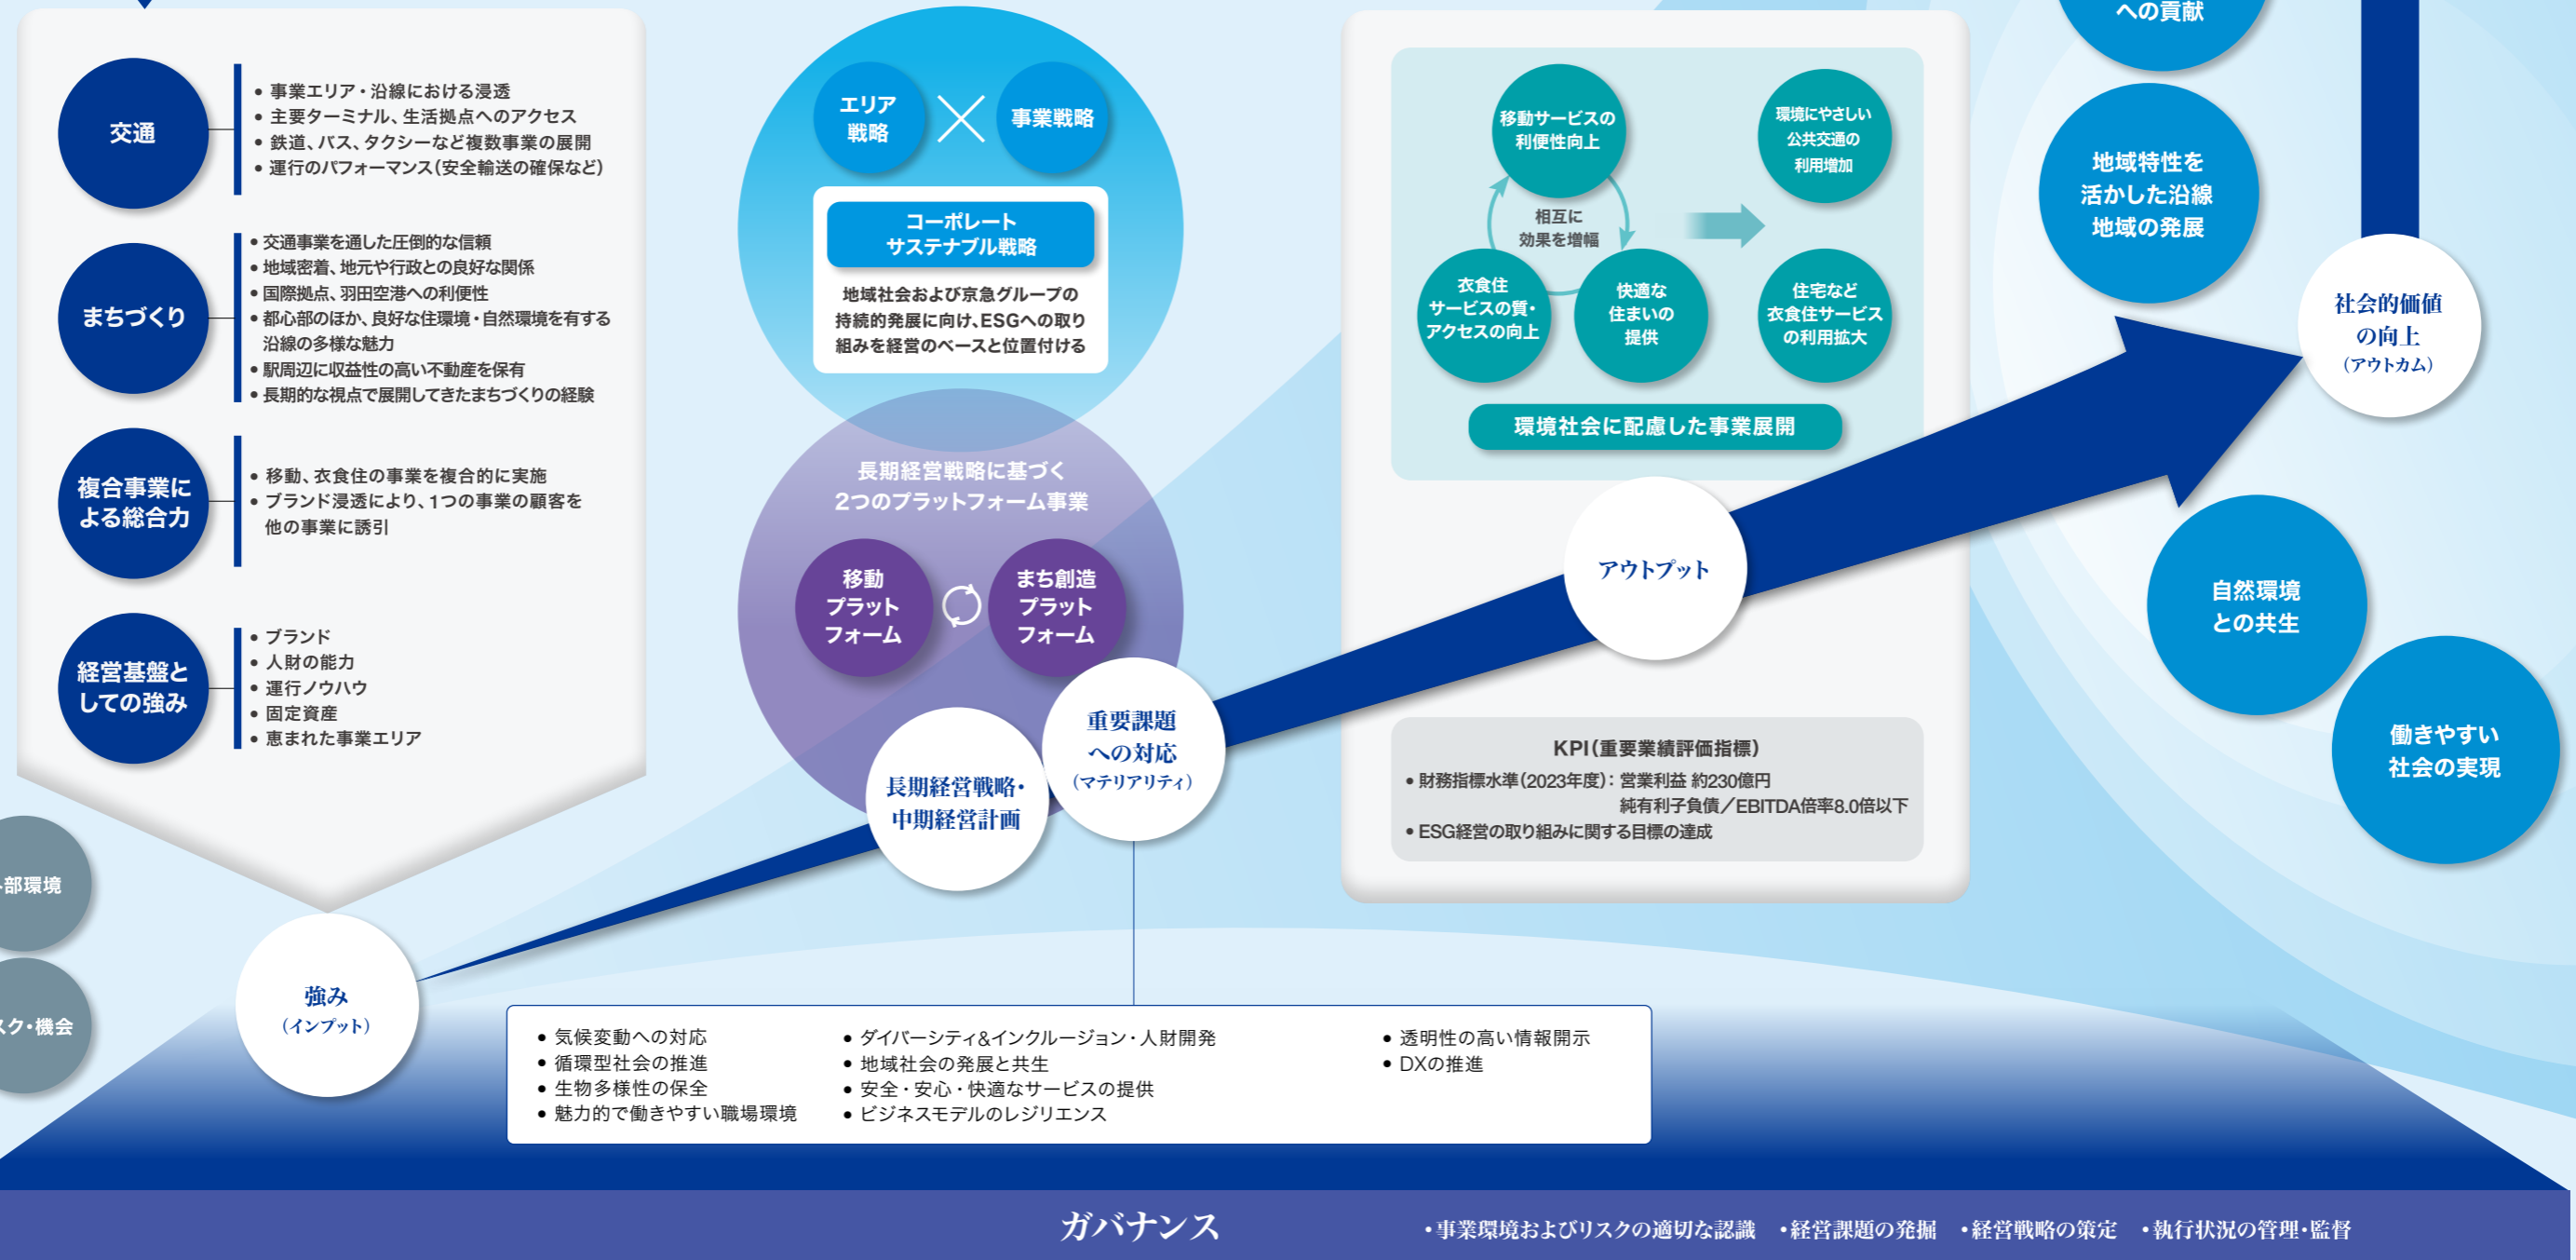 交通
• 事業エリア・沿線における浸透
• 主要ターミナル、生活拠点へのアクセス
• 鉄道、バス、タクシーなど複数事業の展開
• 運行のパフォーマンス(安全輸送の確保など)
まちづくり
• 交通事業を通した圧倒的な信頼
• 地域密着、地元や行政との良好な関係
• 国際拠点、羽田空港への利便性
• 都心部のほか、良好な住環境・自然環境を有する
沿線の多様な魅力
• 駅周辺に収益性の高い不動産を保有
• 長期的な視点で展開してきたまちづくりの経験
複合事業に
よる総合力
• 移動、衣食住の事業を複合的に実施
• ブランド浸透により、1つの事業の顧客を
他の事業に誘引
経営基盤と
しての強み
• ブランド
• 人財の能力
• 運行ノウハウ
• 固定資産
• 恵まれた事業エリア
部環境
スク・機会
強み
(インプット)
エリア
戦略
事業戦略
コーポレート
サステナブル戦略
地域社会および京急グループの
持続的発展に向け、ESGへの取り
組みを経営のベースと位置付ける
長期経営戦略に基づく
2つのプラットフォーム事業
移動
プラット
フォーム
まち創造
プラット
フォーム
長期経営戦略・
中期経営計画
重要課題
への対応
(マテリアリティ)
移動サービスの
利便性向上
相互に
効果を増幅
衣食住
サービスの質・
アクセスの向上
快適な
住まいの
提供
環境にやさしい
公共交通の
利用増加
住宅など
衣食住サービス
の利用拡大
環境社会に配慮した事業展開
アウトプット
KPI(重要業績評価指標)
• 財務指標水準(2023年度):営業利益 約230億円
純有利子負債/EBITDA倍率8.0倍以下
• ESG経営の取り組みに関する目標の達成
への貢献
地域特性を
活かした沿線
地域の発展
社会的価値
の向上
(アウトカム)
自然環境
との共生
働きやすい
社会の実現
• 気候変動への対応
• 循環型社会の推進
• 生物多様性の保全
• 魅力的で働きやすい職場環境
• ダイバーシティ&インクルージョン・人財開発
• 地域社会の発展と共生
• 安全・安心・快適なサービスの提供
• ビジネスモデルのレジリエンス
• 透明性の高い情報開示
• DXの推進
ガバナンス
・事業環境およびリスクの適切な認識 ・経営課題の発掘 ・経営戦略の策定 ・執行状況の管理・監督